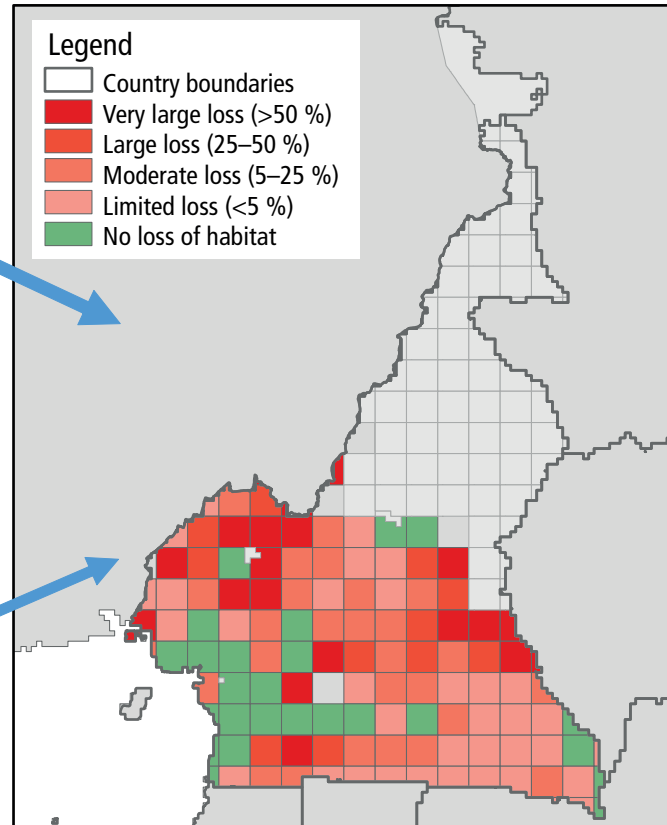 Legend
Country boundaries
Very large loss (>50 %)
Large loss (25–50 %)
Moderate loss (5–25 %)
Limited loss (<5 %)
No loss of habitat